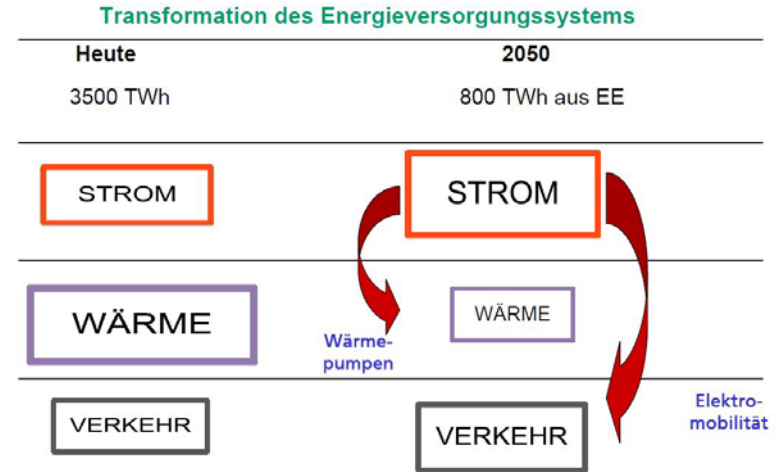 Transformation des Energieversorgungssystems
Heute 2050
3500 TWh 800 TWh aus EE
STROM STROM
WÄRME WÄRME
Wärme-
pumpen
VERKEHR VERKEHR
Elektro-
mobilität